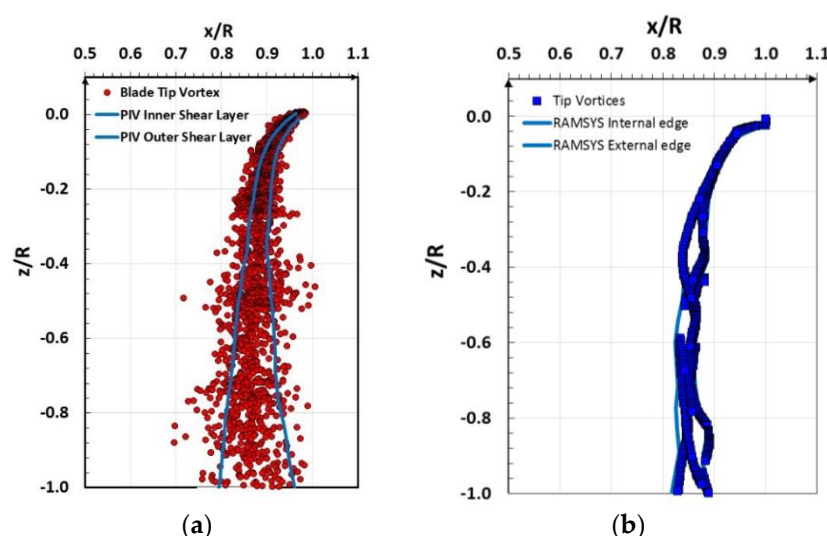 x/R
0.5 0.6 0.7 0.8 0.9 1.0 1.1
0.0
-0.2
-0.4
-0.6
-0.8
-1.0
z/R
Blade Tip Vortex
PIV Inner Shear Layer
PIV Outer Shear Layer
(a)
x/R
0.5 0.6 0.7 0.8 0.9 1.0 1.1
0.0
-0.2
-0.4
-0.6
-0.8
-1.0
z/R
Tip Vortices
RAMSYS Internal edge
RAMSYS External edge
(b)